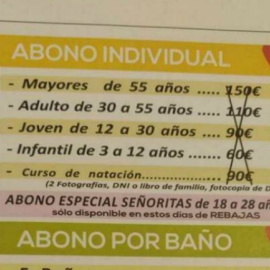 ABONO INDIVIDUAL
- Mayores de 55 años ..... 150€
- Adulto de 30 a 55 años ... 110€
- Joven de 12 a 30 años .... 90€
- Infantil de 3 a 12 años ...... 60€
- Curso de natación............... 90€
(2 Fotografías, DNI o libro de familia, fotocopia de
ABONO ESPECIAL SEÑORITAS de 18 a 28
sólo disponible en estos dias de REBAJAS
ABONO POR BAÑO